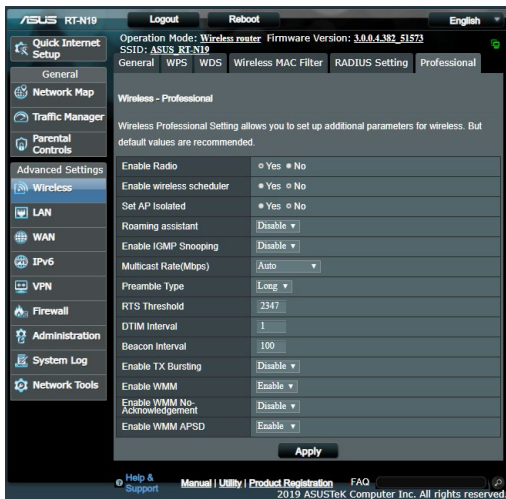 ASUS RT-N19
Logout
Reboot
English
Operation Mode: Wireless router Firmware Version: 3.0.0.4.382_51573
SSID: ASUS_RT-N19
Quick Internet
Setup
General
Network Map
Traffic Manager
Parental
Controls
Advanced Settings
Wireless
LAN
WAN
IPv6
VPN
Firewall
Administration
System Log
Network Tools
General WPS WDS Wireless MAC Filter RADIUS Setting Professional
Wireless - Professional
Wireless Professional Setting allows you to set up additional parameters for wireless. But
default values are recommended.
Enable Radio Yes No
Enable wireless scheduler Yes No
Set AP Isolated Yes No
Roaming assistant Disable
Enable IGMP Snooping Disable
Multicast Rate(Mbps) Auto
Preamble Type Long
RTS Threshold 2347
DTIM Interval 1
Beacon Interval 100
Enable TX Bursting Disable
Enable WMM Enable
Enable WMM No-
Acknowledgement Disable
Enable WMM APSD Enable
Apply
Help &
Support
Manual | Utility | Product Registration FAQ
2019 ASUSTeK Computer Inc. All rights reserved.